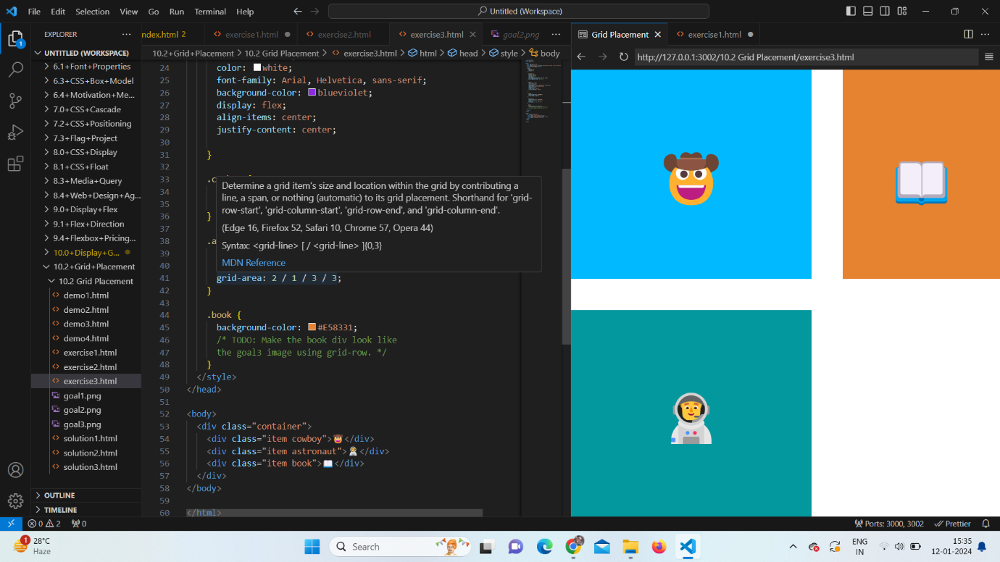 File Edit Selection View Go Run Terminal Help
Untitled (Workspace)
EXPLORER
ndex.html 2
exercise1.html
exercise2.html
exercise3.html
goal2.png
Grid Placement
exercise1.html
10.2+Grid+Placement > 10.2 Grid Placement > exercise3.html > html > head > style > body
http://127.0.0.1:3002/10.2 Grid Placement/exercise3.html
1
UNTITLED (WORKSPACE)
6.1+Font+Properties
6.3+CSS+Box+Model
6.4+Motivation+Me...
7.0+CSS+Cascade
7.2+CSS+Positioning
7.3+Flag+Project
8.0+CSS+Display
8.1+CSS+Float
8.3+Media+Query
8.4+Web+Design+Ag...
9.0+Display+Flex
9.1+Flex+Direction
9.4+Flexbox+Pricing...
10.0+Display+G...
10.2+Grid+Placement
10.2 Grid Placement
demo1.html
demo2.html
demo3.html
demo4.html
exercise1.html
exercise2.html
exercise3.html
goal1.png
goal2.png
goal3.png
solution1.html
solution2.html
solution3.html
OUTLINE
TIMELINE
24 color: white;
25 font-family: Arial, Helvetica, sans-serif;
26 background-color: blueviolet;
27 display: flex;
28 align-items: center;
29 justify-content: center;
30
31 }
32
33
34
35
36 }
37
38 .a
39
40
41 grid-area: 2 / 1 / 3 / 3;
42 }
43
44 .book {
45 background-color: #E58331;
46 /* TODO: Make the book div look like
47 the goal3 image using grid-row. */
48 }
49 </style>
50 </head>
51
52 <body>
53 <div class="container">
54 <div class="item cowboy">🤠</div>
55 <div class="item astronaut">👨‍🚀</div>
56 <div class="item book">📖</div>
57 </div>
58 </body>
59
60 </html>
Determine a grid item's size and location within the grid by contributing a
line, a span, or nothing (automatic) to its grid placement. Shorthand for 'grid-
row-start', 'grid-column-start', 'grid-row-end', and 'grid-column-end'.
(Edge 16, Firefox 52, Safari 10, Chrome 57, Opera 44)
Syntax: <grid-line> [ / <grid-line> ]{0,3}
MDN Reference
0 2 0
Ports: 3000, 3002 Prettier
1
28°C
Haze
Search
ENG
IN
15:35
12-01-2024